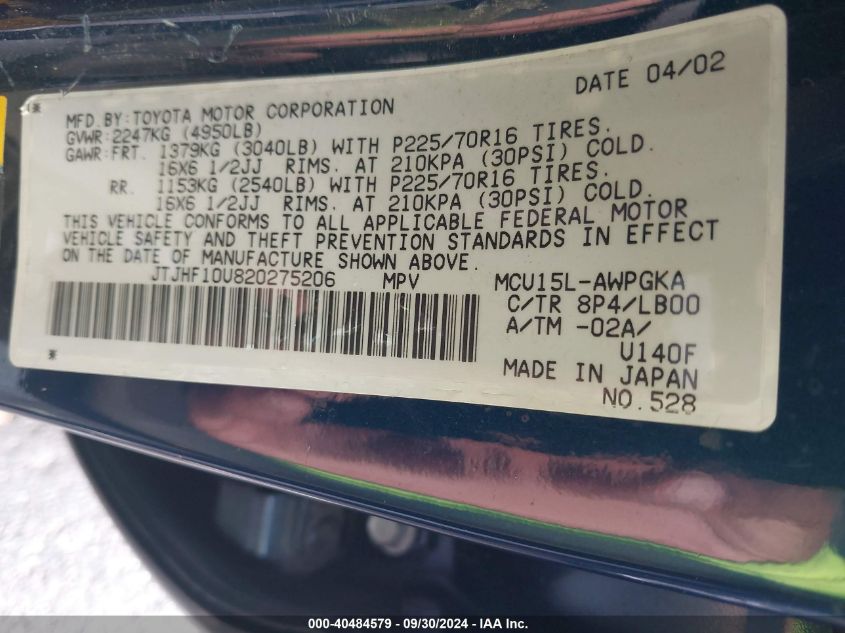 DATE 04/02
MFD.BY:TOYOTA MOTOR CORPORATION
GVWR:2247KG (4950LB)
GAWR:FRT. 1379KG (3040LB) WITH P225/70R16 TIRES.
16X6 1/2JJ RIMS. AT 210KPA (30PSI) COLD.
RR. 1153KG (2540LB) WITH P225/70R16 TIRES.
16X6 1/2JJ RIMS. AT 210KPA (30PSI) COLD.
THIS VEHICLE CONFORMS TO ALL APPLICABLE FEDERAL MOTOR
VEHICLE SAFETY AND THEFT PREVENTION STANDARDS IN EFFECT
ON THE DATE OF MANUFACTURE SHOWN ABOVE.
JTJHF10U820275206 MPV MCU15L-AWPGKA
C/TR 8P4/LB00
A/TM -02A/
U140F
MADE IN JAPAN
NO.528
000-40484579 / 09/30/2024 - IAA Inc.